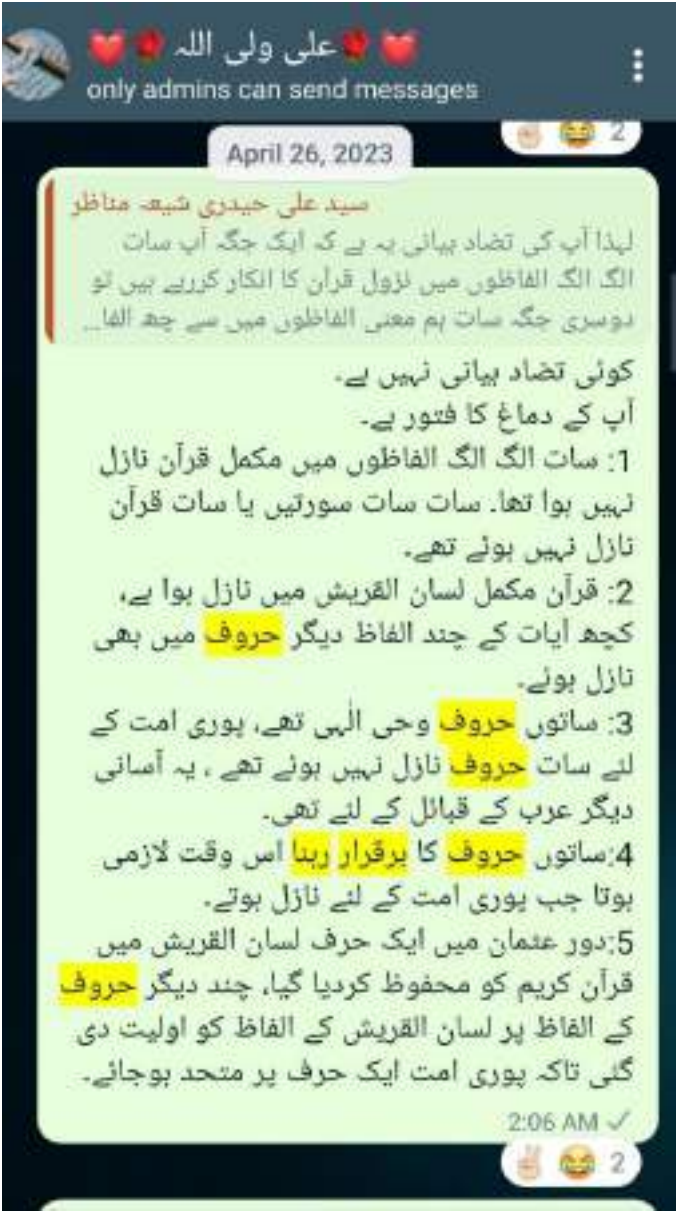 ❤️🌹علی ولی اللہ🌹❤️
only admins can send messages
2
April 26, 2023
سید علی حیدری شیعہ مناظر
لہذا آپ کی تضاد بیانی یہ ہے کہ ایک جگہ آپ سات
الگ الگ الفاظوں میں نزول قرآن کا انکار کررہے ہیں تو
دوسری جگہ سات ہم معنی الفاظوں میں سے چھ الفا...
کوئی تضاد بیانی نہیں ہے۔
آپ کے دماغ کا فتور ہے۔
1: سات الگ الگ الفاظوں میں مکمل قرآن نازل
نہیں ہوا تھا۔ سات سات سورتیں یا سات قرآن
نازل نہیں ہوئے تھے۔
2: قرآن مکمل لسان القریش میں نازل ہوا ہے،
کچھ آیات کے چند الفاظ دیگر حروف میں بھی
نازل ہوئے۔
3: ساتوں حروف وحی الٰہی تھے، پوری امت کے
لئے سات حروف نازل نہیں ہوئے تھے ، یہ آسانی
دیگر عرب کے قبائل کے لئے تھی۔
4:ساتوں حروف کا برقرار رہنا اس وقت لازمی
ہوتا جب پوری امت کے لئے نازل ہوتے۔
5:دور عثمان میں ایک حرف لسان القریش میں
قرآن کریم کو محفوظ کردیا گیا، چند دیگر حروف
کے الفاظ پر لسان القریش کے الفاظ کو اولیت دی
گئی تاکہ پوری امت ایک حرف پر متحد ہوجائے۔
2:06 AM ✓
2